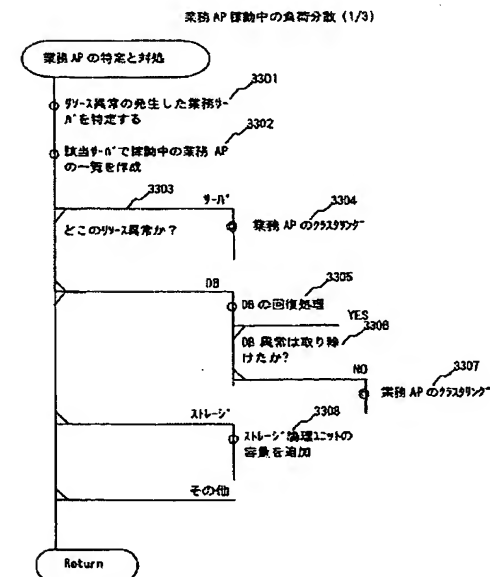 業務 AP 稼動中の負荷分散 (1/3)
業務 AP の特定と対処
3301
リソース異常の発生した業務サー
バを特定する
3302
該当サーバで稼動中の業務 AP
の一覧を作成
3303
サーバ
3304
どこのリソース異常か？
業務 AP のクラスタリング
DB
3305
DB の回復処理
YES
3306
DB 異常は取り除
けたか?
NO
3307
業務 AP のクラスタリング
ストレージ
3308
ストレージ論理ユニットの
容量を追加
その他
Return